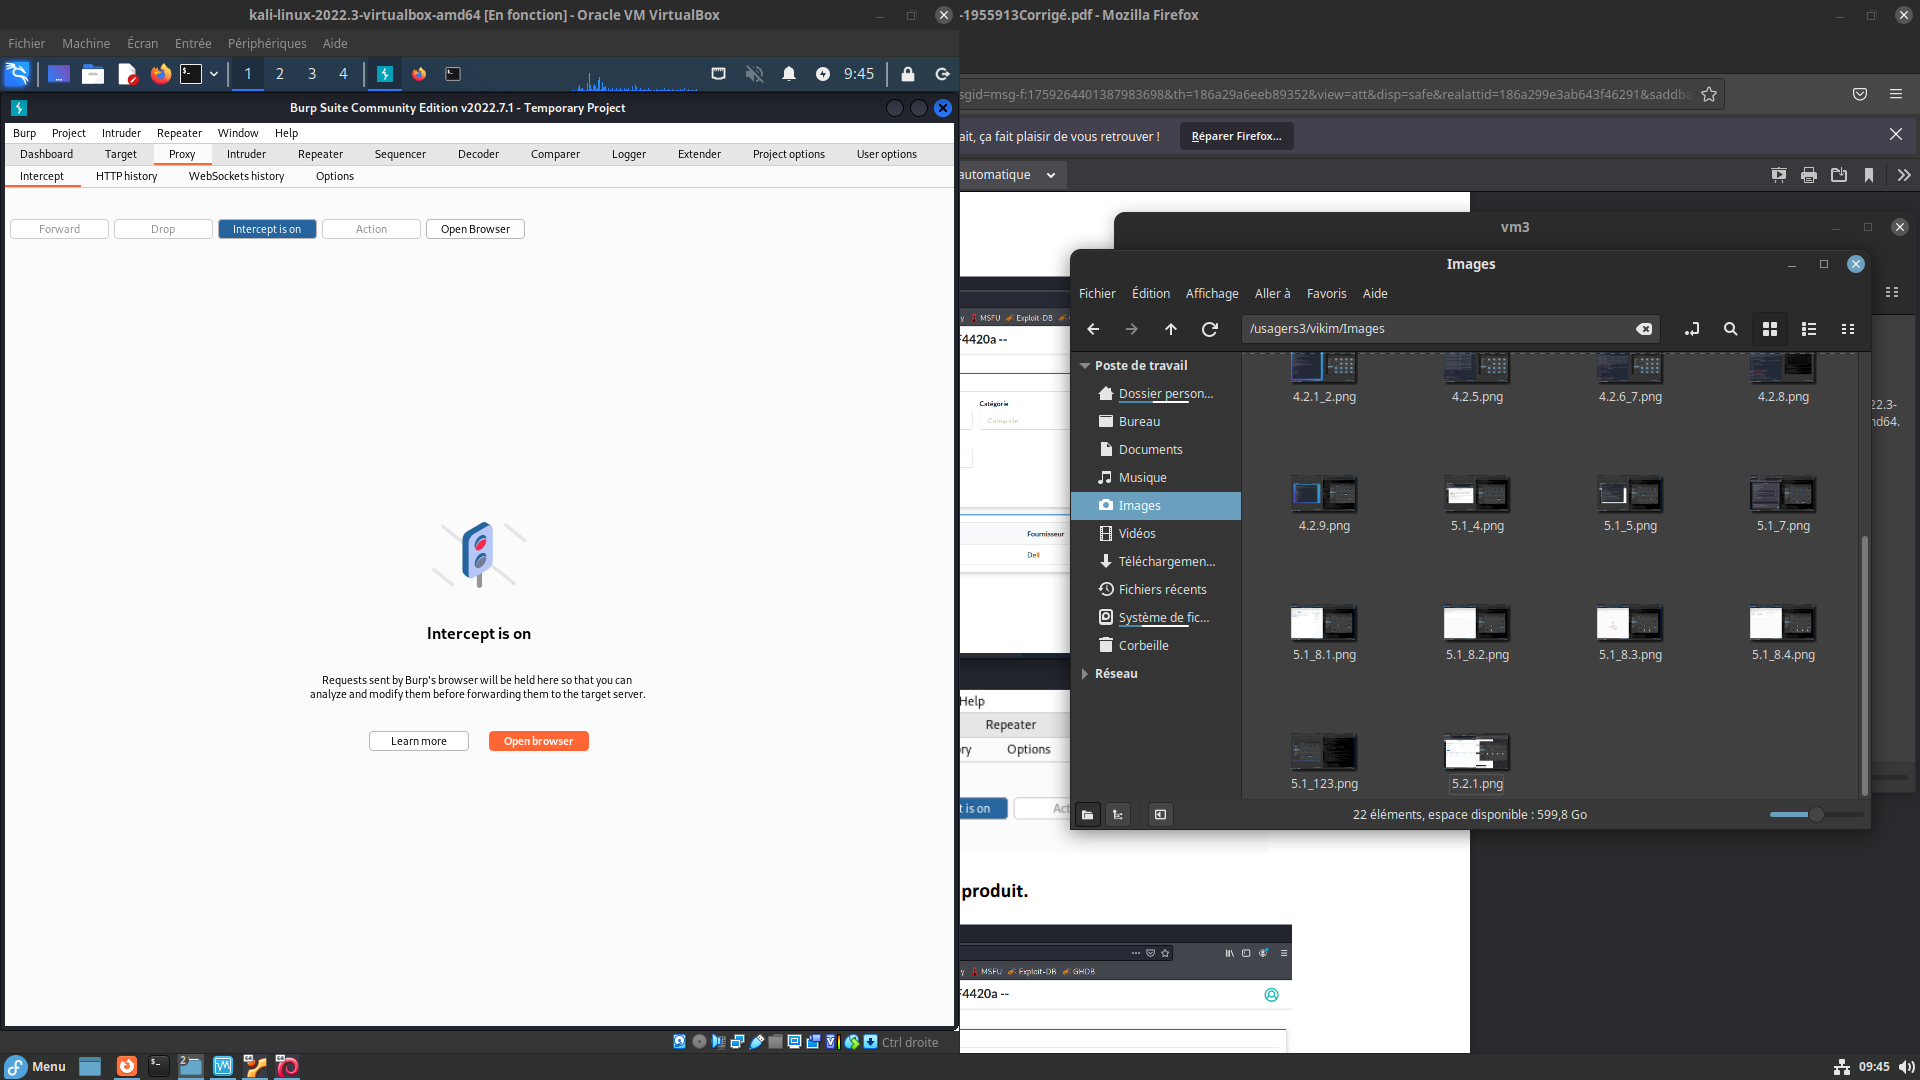 kali-linux-2022.3-virtualbox-amd64 [En fonction] - Oracle VM VirtualBox
-1955913Corrigé.pdf - Mozilla Firefox
Fichier Machine Écran Entrée Périphériques Aide
1 2 3 4 9:45
sgid=msg-f:1759264401387983698&th=186a29a6eeb89352&view=att&disp=safe&realattid=186a299e3ab643f46291&saddba
Burp Suite Community Edition v2022.7.1 - Temporary Project
Burp Project Intruder Repeater Window Help
ait, ça fait plaisir de vous retrouver ! Réparer Firefox...
Dashboard Target Proxy Intruder Repeater Sequencer Decoder Comparer Logger Extender Project options User options
Intercept HTTP history WebSockets history Options
automatique
Forward Drop Intercept is on Action Open Browser
vm3
Images
Fichier Édition Affichage Aller à Favoris Aide
/usagers3/vikim/Images
MSFU Exploit-DB
F4420a --
Catégorie
Catégorie
Fournisseur
Dell
Poste de travail
Dossier person...
Bureau
Documents
Musique
Images
Vidéos
Téléchargemen...
Fichiers récents
Système de fic...
Corbeille
Réseau
4.2.1_2.png 4.2.5.png 4.2.6_7.png 4.2.8.png
4.2.9.png 5.1_4.png 5.1_5.png 5.1_7.png
5.1_8.1.png 5.1_8.2.png 5.1_8.3.png 5.1_8.4.png
5.1_123.png 5.2.1.png
22 éléments, espace disponible : 599,8 Go
22.3-
nd64.
Intercept is on
Requests sent by Burp's browser will be held here so that you can
analyze and modify them before forwarding them to the target server.
Learn more Open browser
Help
Repeater
ory Options
t is on Act
produit.
MSFU Exploit-DB GHDB
F4420a --
Ctrl droite
Menu 2 09:45